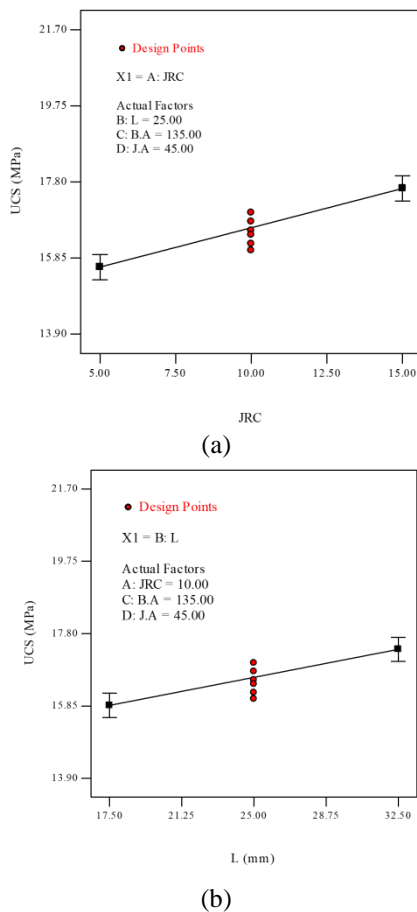 21.70
Design Points
X1 = A: JRC
19.75
Actual Factors
B: L = 25.00
C: B.A = 135.00
D: J.A = 45.00
17.80
UCS (MPa)
15.85
13.90
5.00 7.50 10.00 12.50 15.00
JRC
(a)
21.70
Design Points
X1 = B: L
19.75
Actual Factors
A: JRC = 10.00
C: B.A = 135.00
D: J.A = 45.00
17.80
UCS (MPa)
15.85
13.90
17.50 21.25 25.00 28.75 32.50
L (mm)
(b)